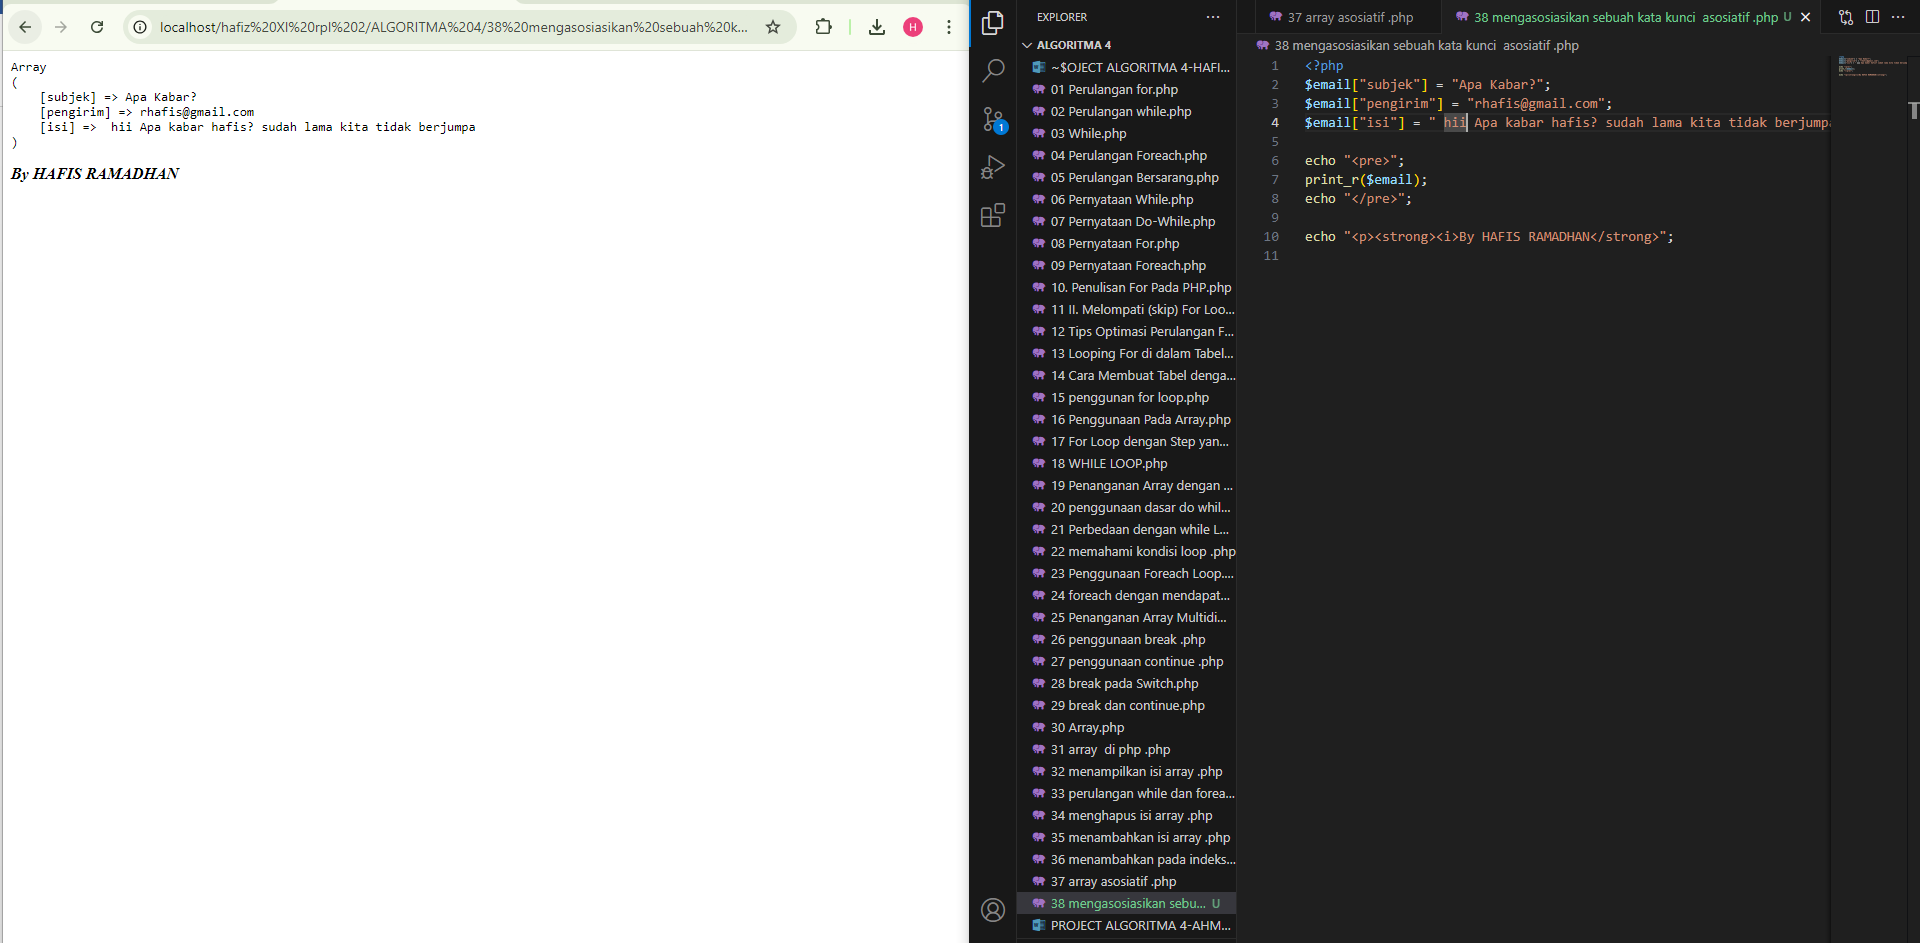 localhost/hafiz%20XI%20rpl%202/ALGORITMA%204/38%20mengasosiasikan%20sebuah%20k...
H
Array
(
[subjek] => Apa Kabar?
[pengirim] => rhafis@gmail.com
[isi] =>  hii Apa kabar hafis? sudah lama kita tidak berjumpa
)
By HAFIS RAMADHAN
1
EXPLORER
ALGORITMA 4
~$OJECT ALGORITMA 4-HAFI...
01 Perulangan for.php
02 Perulangan while.php
03 While.php
04 Perulangan Foreach.php
05 Perulangan Bersarang.php
06 Pernyataan While.php
07 Pernyataan Do-While.php
08 Pernyataan For.php
09 Pernyataan Foreach.php
10. Penulisan For Pada PHP.php
11 II. Melompati (skip) For Loo...
12 Tips Optimasi Perulangan F...
13 Looping For di dalam Tabel...
14 Cara Membuat Tabel denga...
15 penggunan for loop.php
16 Penggunaan Pada Array.php
17 For Loop dengan Step yan...
18 WHILE LOOP.php
19 Penanganan Array dengan ...
20 penggunaan dasar do whil...
21 Perbedaan dengan while L...
22 memahami kondisi loop .php
23 Penggunaan Foreach Loop....
24 foreach dengan mendapat...
25 Penanganan Array Multidi...
26 penggunaan break .php
27 penggunaan continue .php
28 break pada Switch.php
29 break dan continue.php
30 Array.php
31 array  di php .php
32 menampilkan isi array .php
33 perulangan while dan forea...
34 menghapus isi array .php
35 menambahkan isi array .php
36 menambahkan pada indeks...
37 array asosiatif .php
38 mengasosiasikan sebu... U
PROJECT ALGORITMA 4-AHM...
37 array asosiatif .php
38 mengasosiasikan sebuah kata kunci  asosiatif .php U
38 mengasosiasikan sebuah kata kunci  asosiatif .php
1 <?php
2 $email["subjek"] = "Apa Kabar?";
3 $email["pengirim"] = "rhafis@gmail.com";
4 $email["isi"] = " hii Apa kabar hafis? sudah lama kita tidak berjumpa
5
6 echo "<pre>";
7 print_r($email);
8 echo "</pre>";
9
10 echo "<p><strong><i>By HAFIS RAMADHAN</strong>";
11